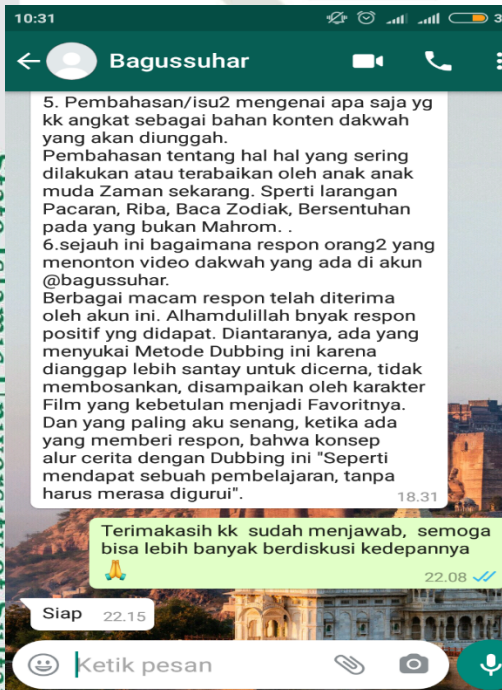 10:31
Bagussuhar
5. Pembahasan/isu2 mengenai apa saja yg
kk angkat sebagai bahan konten dakwah
yang akan diunggah.
Pembahasan tentang hal hal yang sering
dilakukan atau terabaikan oleh anak anak
muda Zaman sekarang. Sperti larangan
Pacaran, Riba, Baca Zodiak, Bersentuhan
pada yang bukan Mahrom. .
6.sejauh ini bagaimana respon orang2 yang
menonton video dakwah yang ada di akun
@bagussuhar.
Berbagai macam respon telah diterima
oleh akun ini. Alhamdulillah bnyak respon
positif yng didapat. Diantaranya, ada yang
menyukai Metode Dubbing ini karena
dianggap lebih santay untuk dicerna, tidak
membosankan, disampaikan oleh karakter
Film yang kebetulan menjadi Favoritnya.
Dan yang paling aku senang, ketika ada
yang memberi respon, bahwa konsep
alur cerita dengan Dubbing ini "Seperti
mendapat sebuah pembelajaran, tanpa
harus merasa digurui".
18.31
Terimakasih kk sudah menjawab, semoga
bisa lebih banyak berdiskusi kedepannya
🙏
22.08
Siap 22.15
Ketik pesan